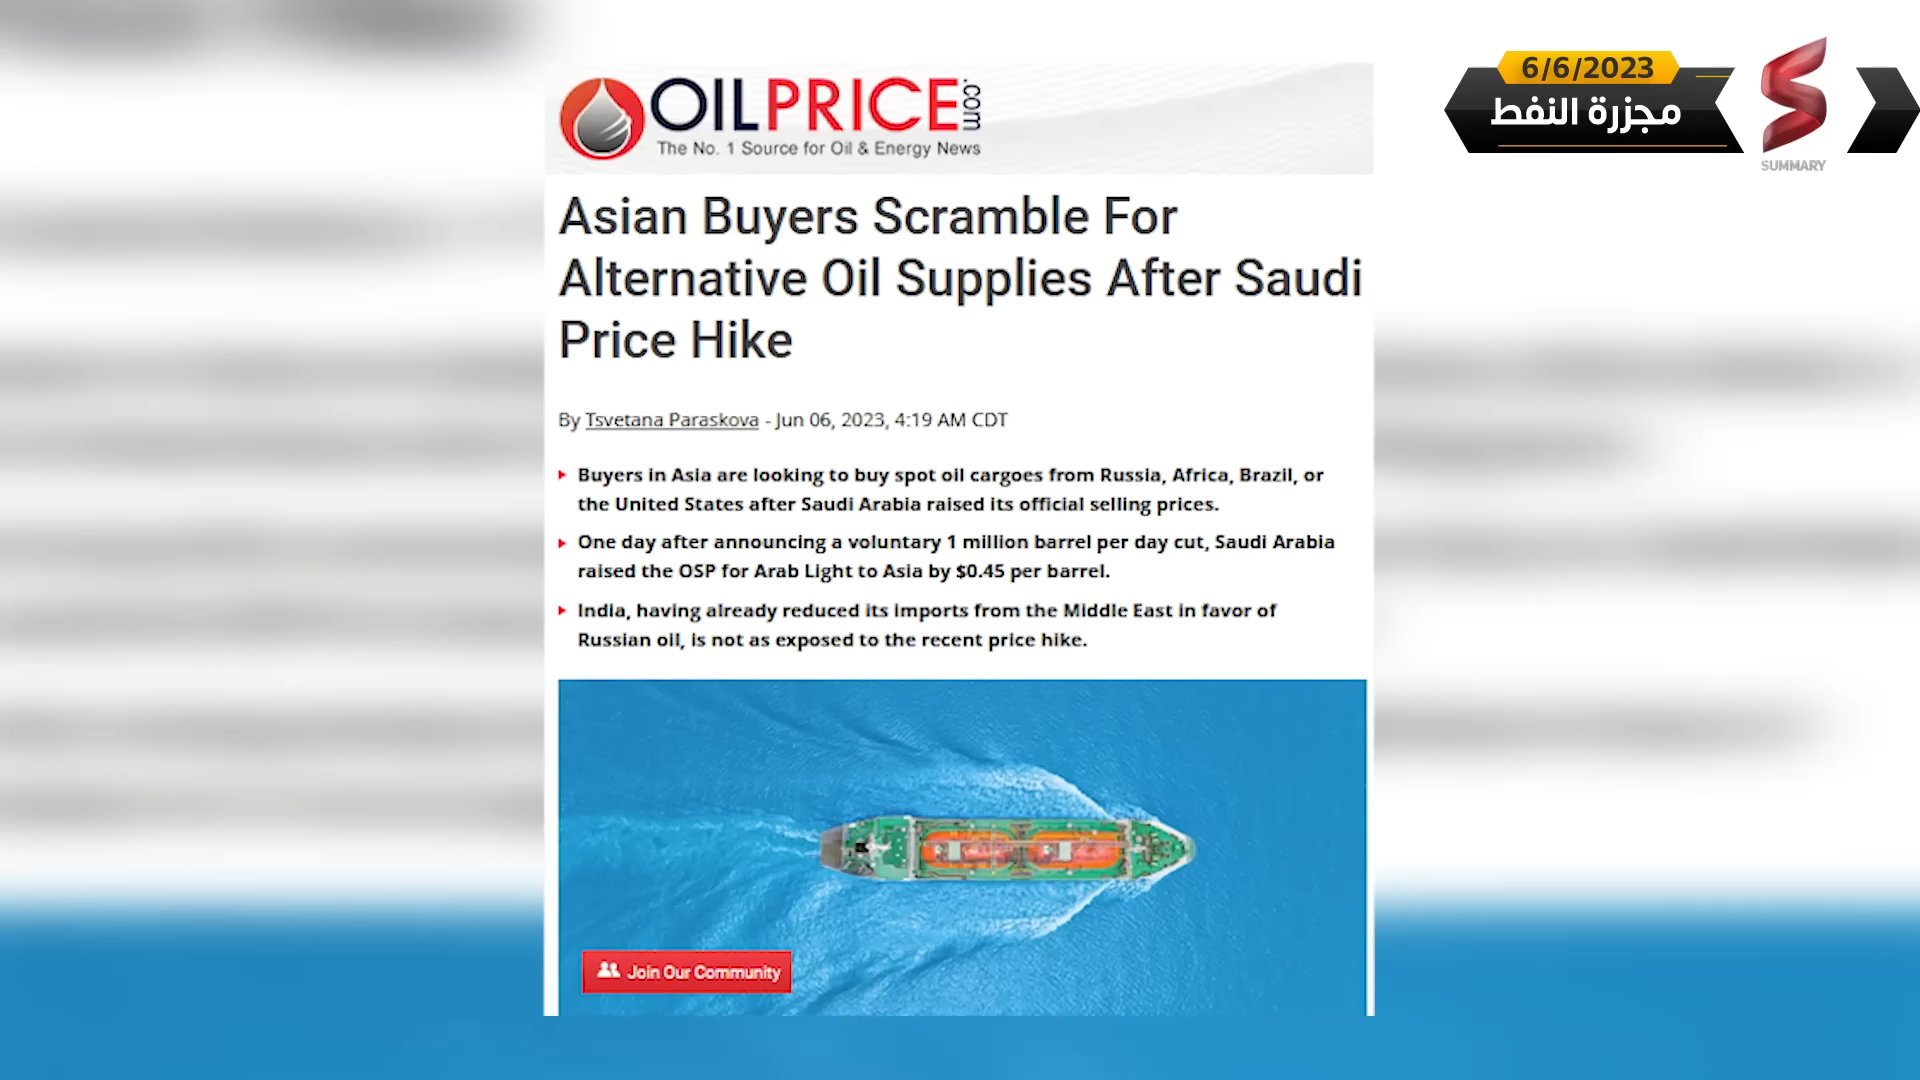 6/6/2023
مجزرة النفط
SUMMARY
OILPRICE.com
The No. 1 Source for Oil & Energy News
Asian Buyers Scramble For
Alternative Oil Supplies After Saudi
Price Hike
By Tsvetana Paraskova - Jun 06, 2023, 4:19 AM CDT
Buyers in Asia are looking to buy spot oil cargoes from Russia, Africa, Brazil, or
the United States after Saudi Arabia raised its official selling prices.
One day after announcing a voluntary 1 million barrel per day cut, Saudi Arabia
raised the OSP for Arab Light to Asia by $0.45 per barrel.
India, having already reduced its imports from the Middle East in favor of
Russian oil, is not as exposed to the recent price hike.
Join Our Community